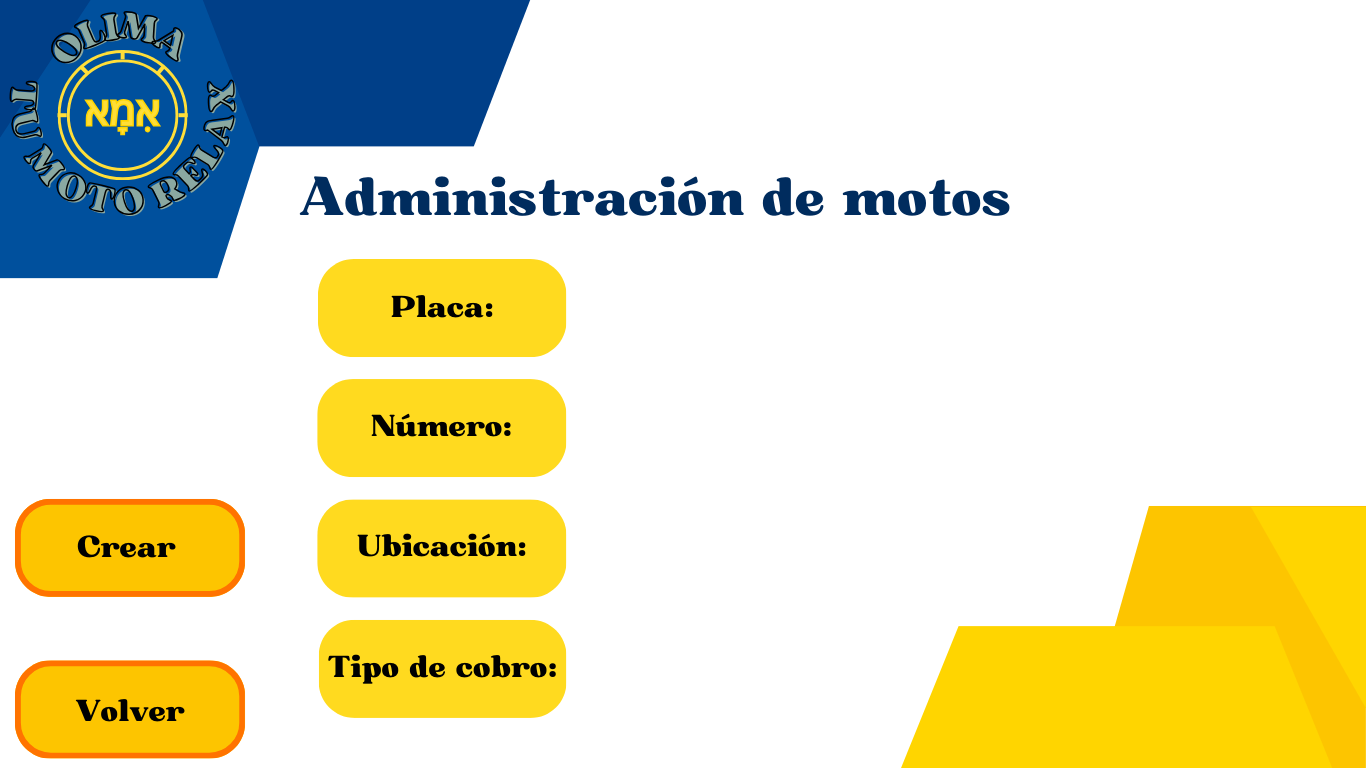 OLIMA
אִמָּא
TU MOTO RELAX
Administración de motos
Placa:
Número:
Ubicación:
Tipo de cobro:
Crear
Volver